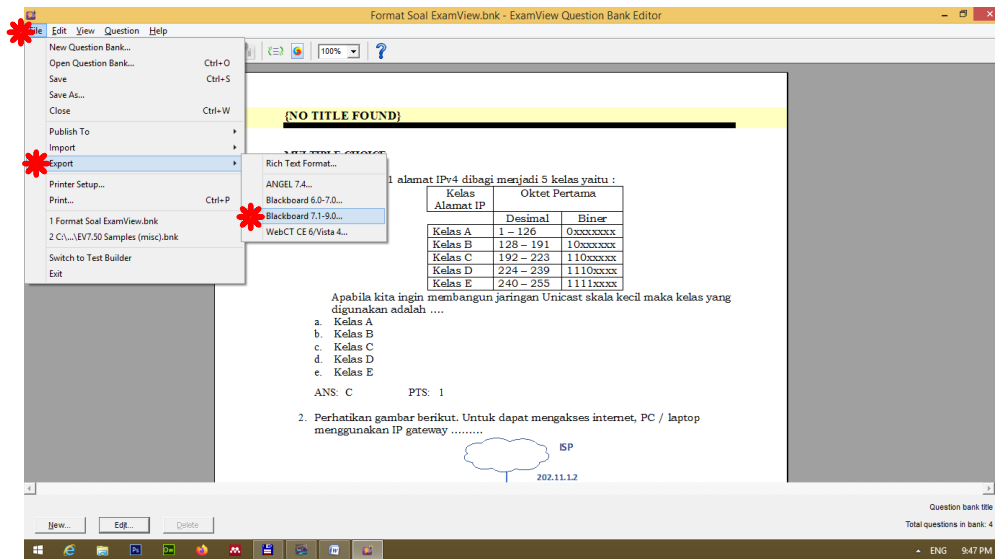 Format Soal ExamView.bnk - ExamView Question Bank Editor
File Edit View Question Help
100%
New Question Bank...
Open Question Bank... Ctrl+O
Save Ctrl+S
Save As...
Close Ctrl+W
Publish To
Import
Export
Printer Setup...
Print... Ctrl+P
1 Format Soal ExamView.bnk
2 C:\...\EV7.50 Samples (misc).bnk
Switch to Test Builder
Exit
Rich Text Format...
ANGEL 7.4...
Blackboard 6.0-7.0...
Blackboard 7.1-9.0...
WebCT CE 6/Vista 4...
{NO TITLE FOUND}
MULTIPLE CHOICE
1 alamat IPv4 dibagi menjadi 5 kelas yaitu :
Kelas Alamat IP Oktet Pertama
Desimal Biner
Kelas A 1 – 126 0xxxxxxx
Kelas B 128 – 191 10xxxxxx
Kelas C 192 – 223 110xxxxx
Kelas D 224 – 239 1110xxxx
Kelas E 240 – 255 1111xxxx
Apabila kita ingin membangun jaringan Unicast skala kecil maka kelas yang
digunakan adalah ....
a. Kelas A
b. Kelas B
c. Kelas C
d. Kelas D
e. Kelas E
ANS: C PTS: 1
2. Perhatikan gambar berikut. Untuk dapat mengakses internet, PC / laptop
menggunakan IP gateway .........
ISP
202.11.1.2
Question bank title
New... Edit... Delete
Total questions in bank: 4
ENG 9:47 PM